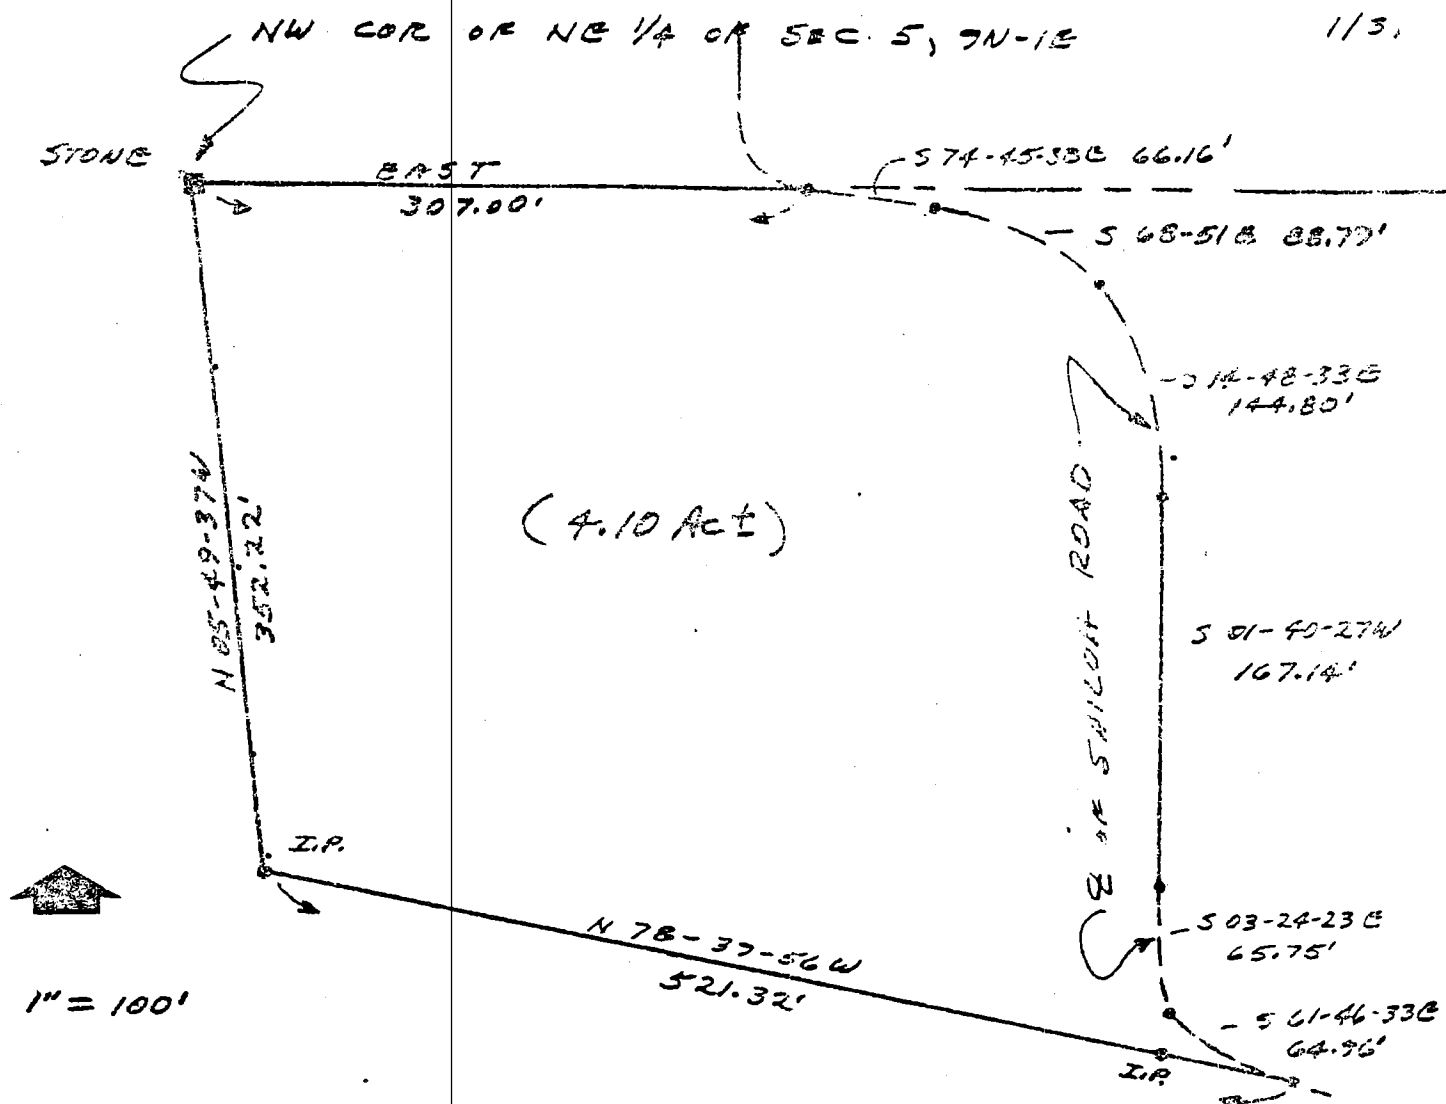 NW COR OF NE 1/4 OF SEC. 5, 9N-1E
1/3,
STONE
EAST
307.00'
S 74-45-33E 66.16'
S 68-51E 88.79'
S 14-48-33E
144.80'
N 05-49-37W
352.22'
(4.10 Ac±)
℄ OF SHILOH ROAD
S 01-40-27W
167.14'
I.P.
N 78-37-56W
521.32'
S 03-24-23E
65.75'
1" = 100'
S 61-46-33E
64.96'
I.P.